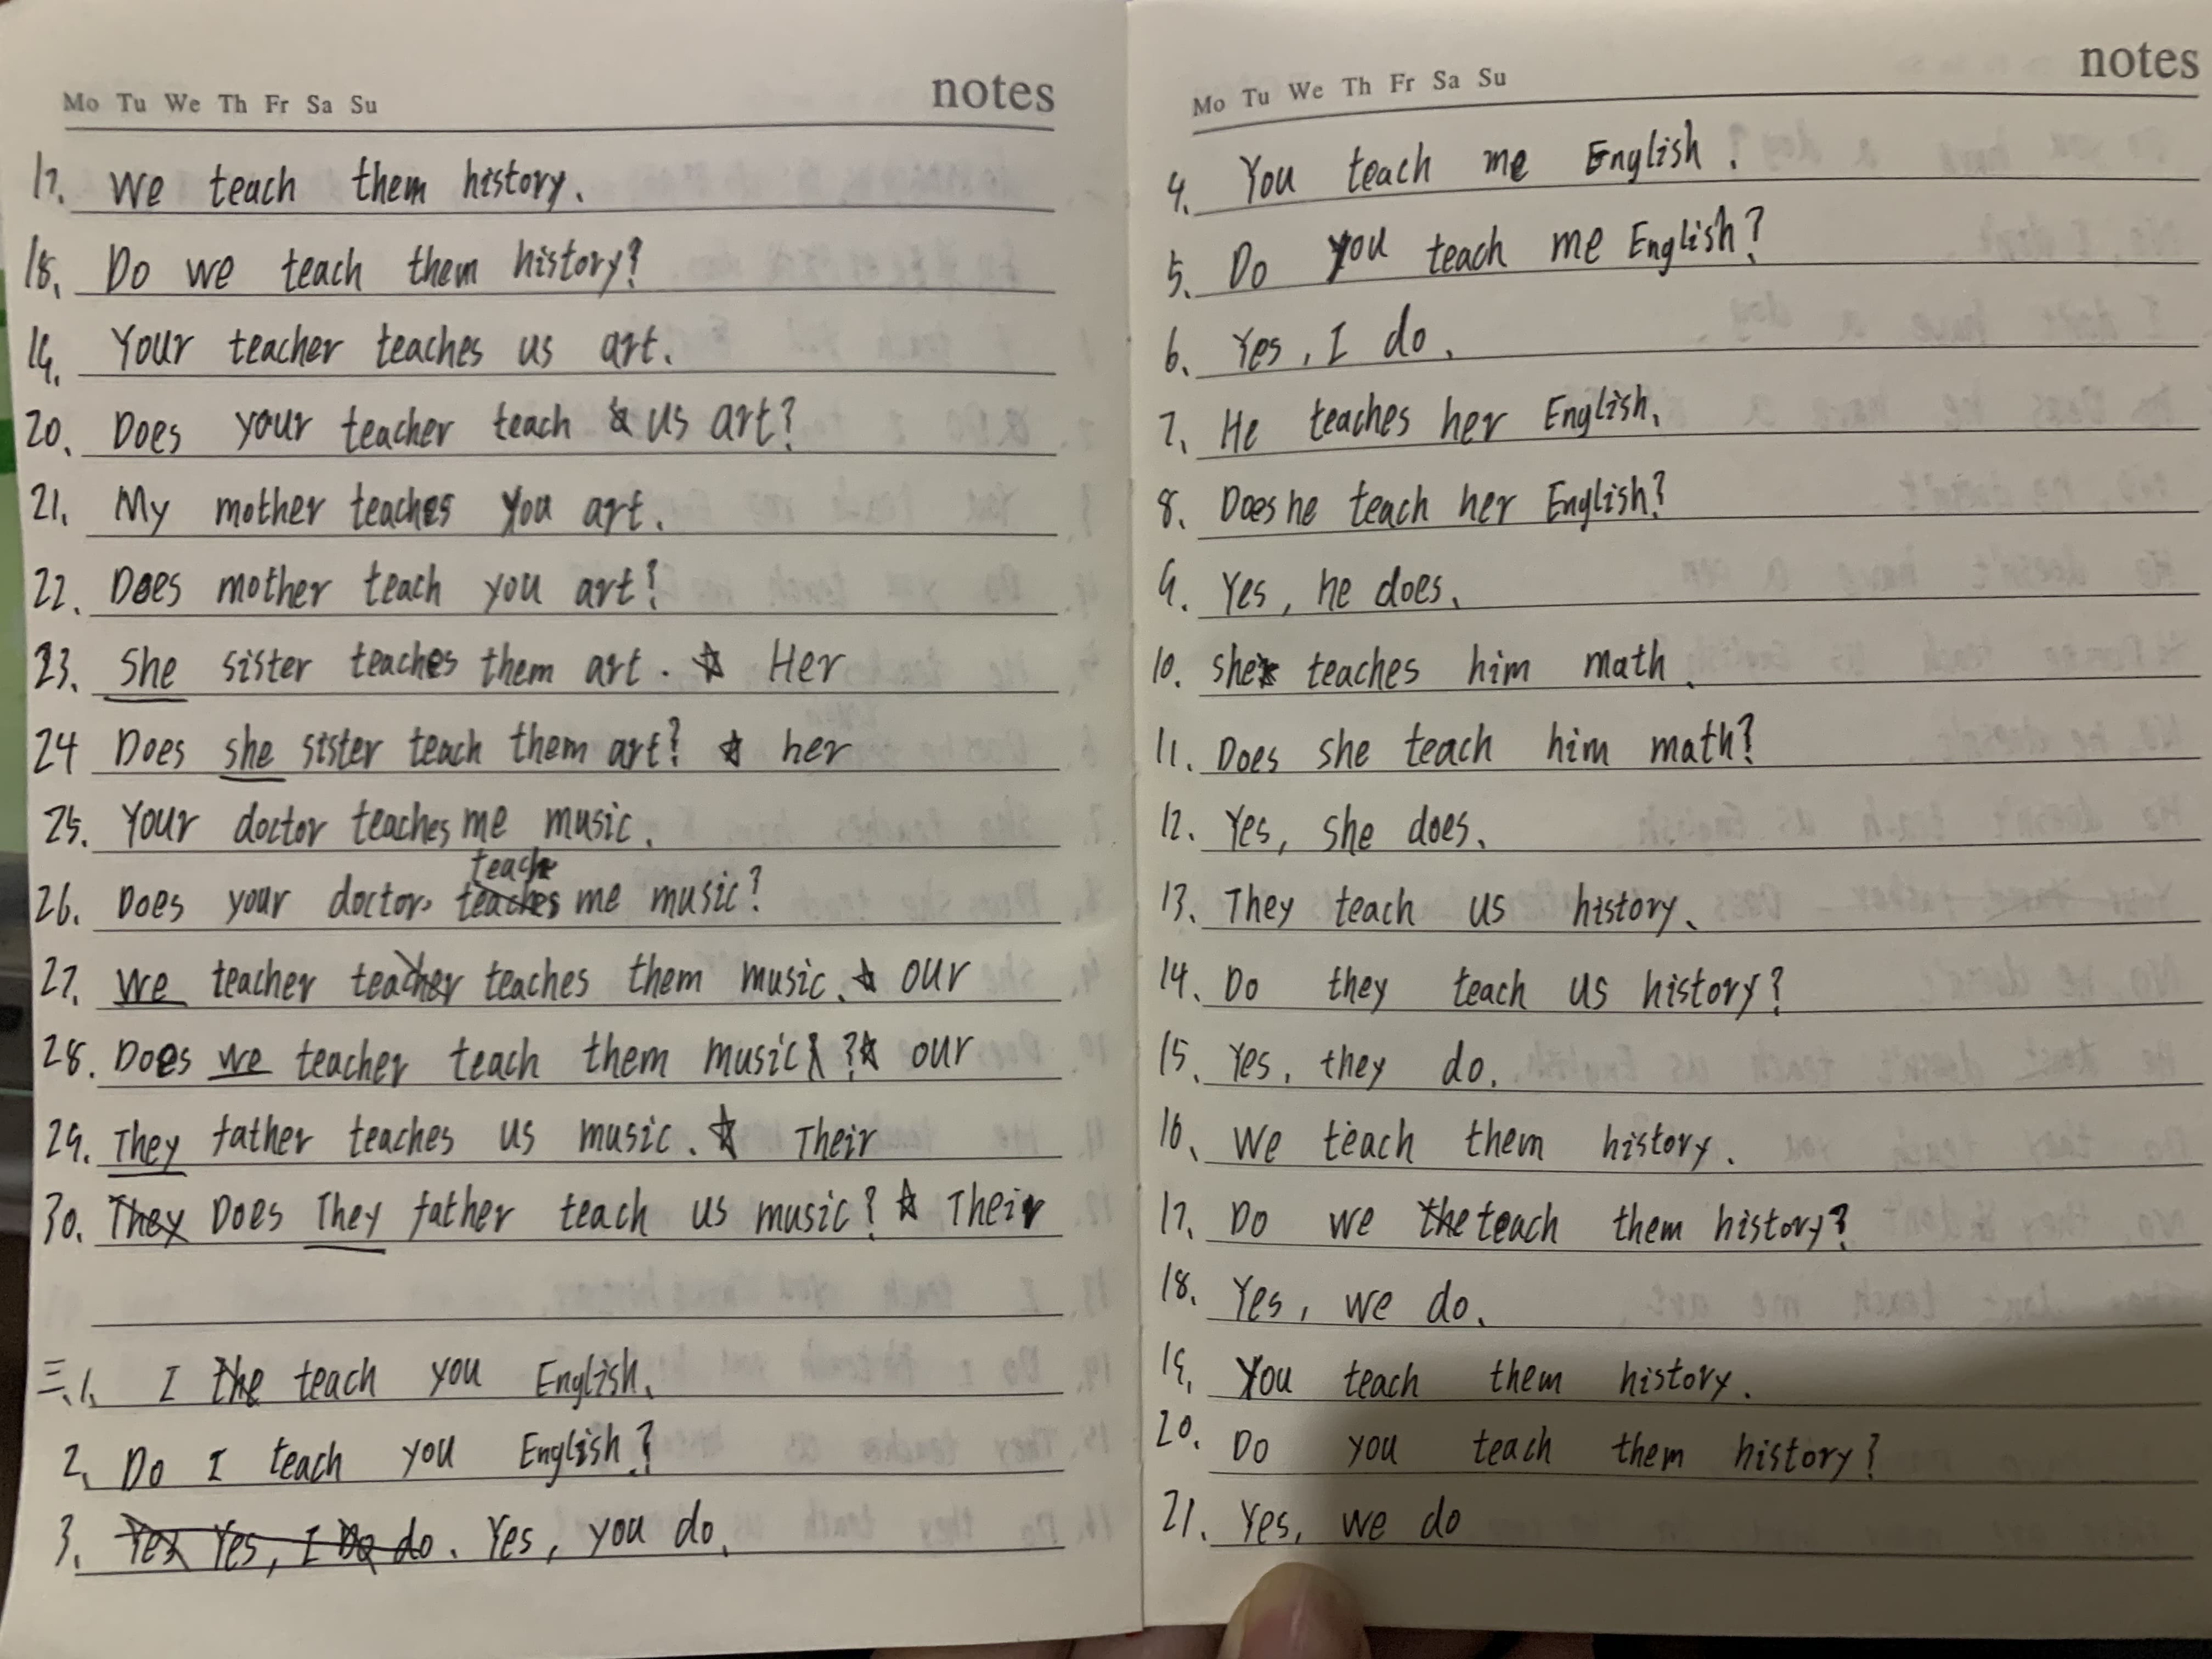 Mo Tu We Th Fr Sa Su notes
17. We teach them history.
18. Do we teach them history?
19. Your teacher teaches us art.
20. Does your teacher teach us art?
21. My mother teaches you art.
22. Does mother teach you art?
23. She sister teaches them art. ☆ Her
24 Does she sister teach them art? ☆ her
25. Your doctor teaches me music.
teach
26. Does your doctor teaches me music?
27. We teacher teacher teaches them music. ☆ our
28. Does we teacher teach them music? ☆ our
29. They father teaches us music. ☆ Their
30. They Does They father teach us music? ☆ Their
三.1. I the teach you English.
2. Do I teach you English?
3. Yes Yes, I Do do. Yes, you do.
Mo Tu We Th Fr Sa Su notes
4. You teach me English.
5. Do you teach me English?
6. Yes, I do.
7. He teaches her English.
8. Does he teach her English?
9. Yes, he does.
10. she teaches him math.
11. Does she teach him math?
12. Yes, she does.
13. They teach us history.
14. Do they teach us history?
15. Yes, they do.
16. We teach them history.
17. Do we the teach them history?
18. Yes, we do.
19. You teach them history.
20. Do you teach them history?
21. Yes, we do